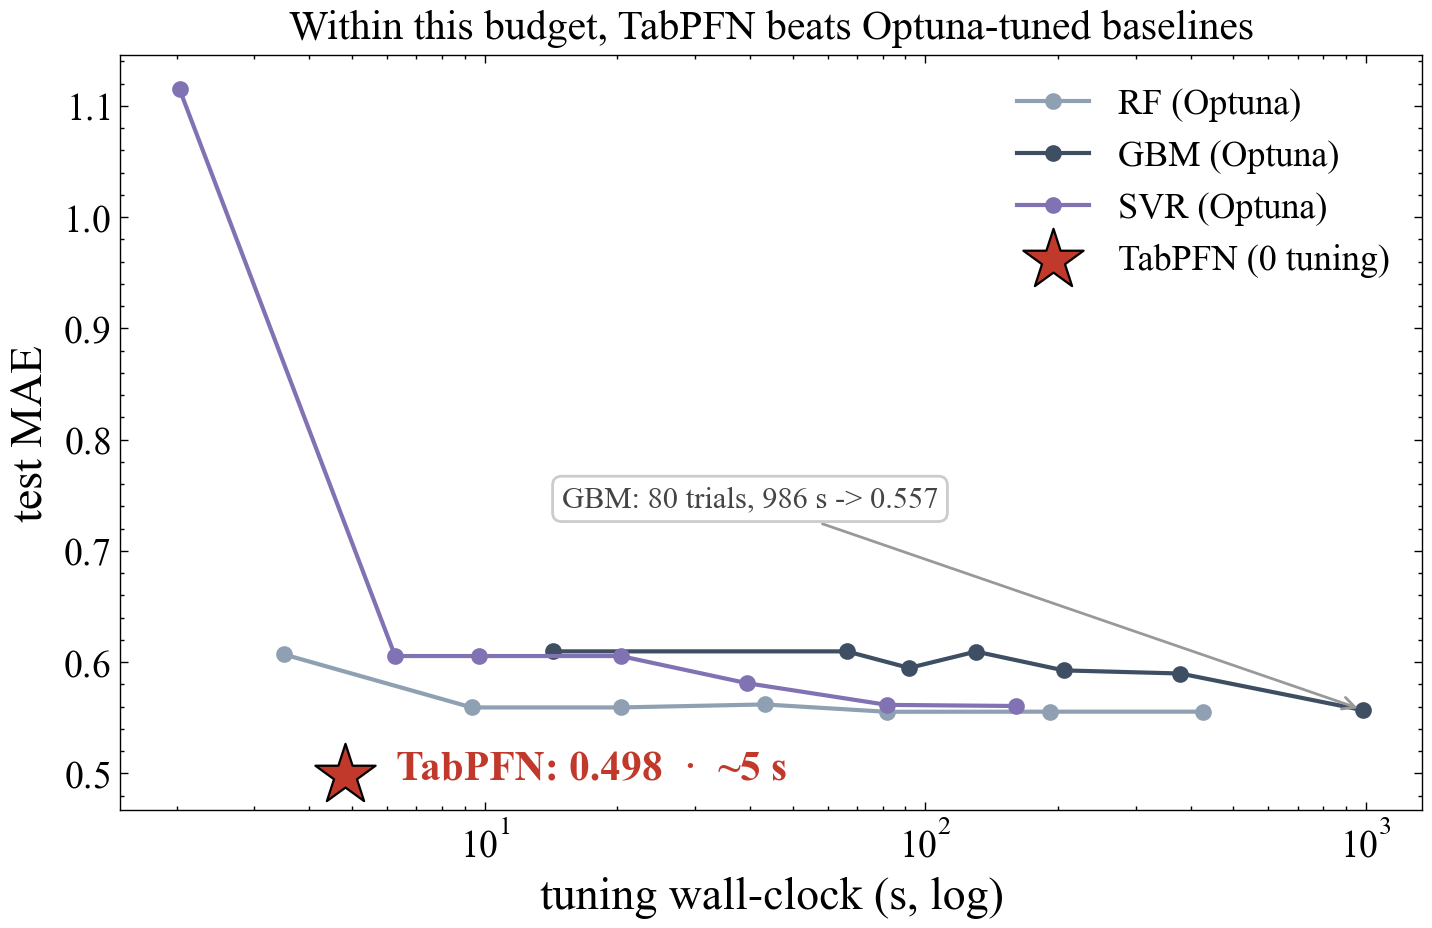 Within this budget, TabPFN beats Optuna-tuned baselines
RF (Optuna)
GBM (Optuna)
SVR (Optuna)
TabPFN (0 tuning)
test MAE
1.1
1.0
0.9
0.8
0.7
0.6
0.5
GBM: 80 trials, 986 s -> 0.557
TabPFN: 0.498 · ~5 s
10¹
10²
10³
tuning wall-clock (s, log)